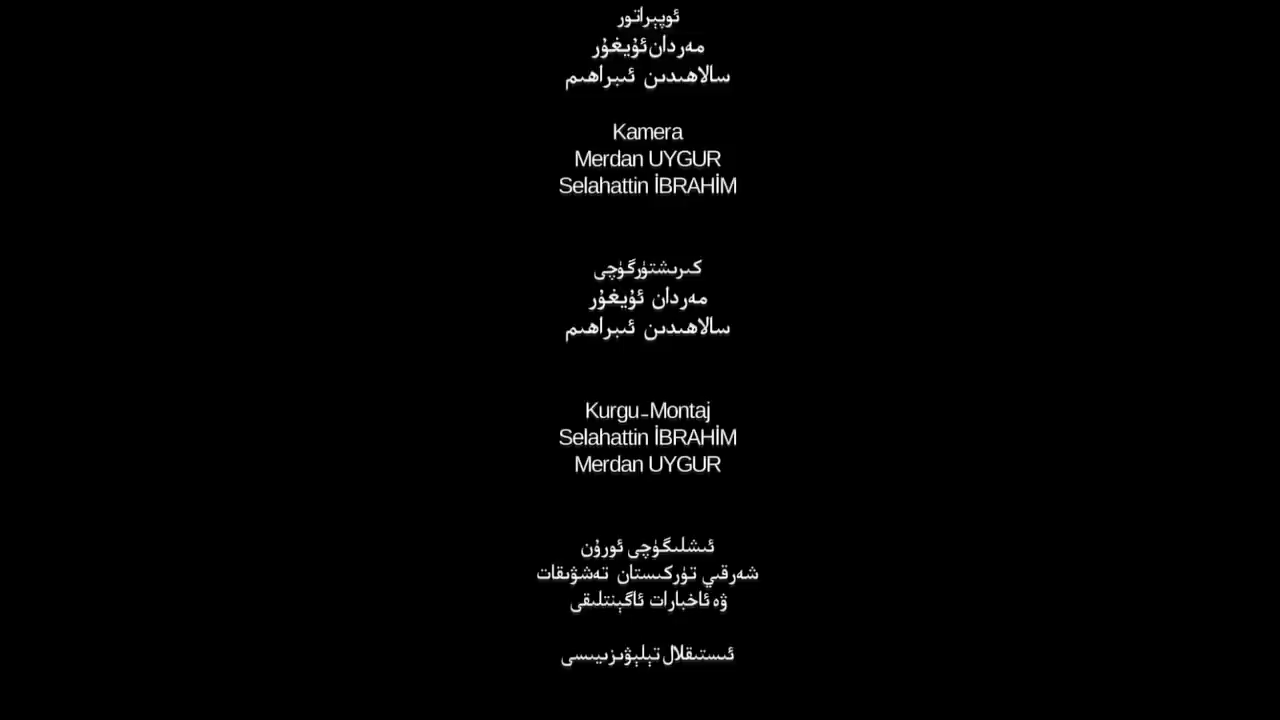 ئوپېراتور
مەردان ئۇيغۇر
سالاھىدىن ئىبراھىم
Kamera
Merdan UYGUR
Selahattin İBRAHİM
كىرىشتۈرگۈچى
مەردان ئۇيغۇر
سالاھىدىن ئىبراھىم
Kurgu-Montaj
Selahattin İBRAHİM
Merdan UYGUR
ئىشلىگۈچى ئورۇن
شەرقىي تۈركىستان تەشۋىقات
ۋە ئاخبارات ئاگېنتلىقى
ئىستىقلال تېلېۋىزىيىسى